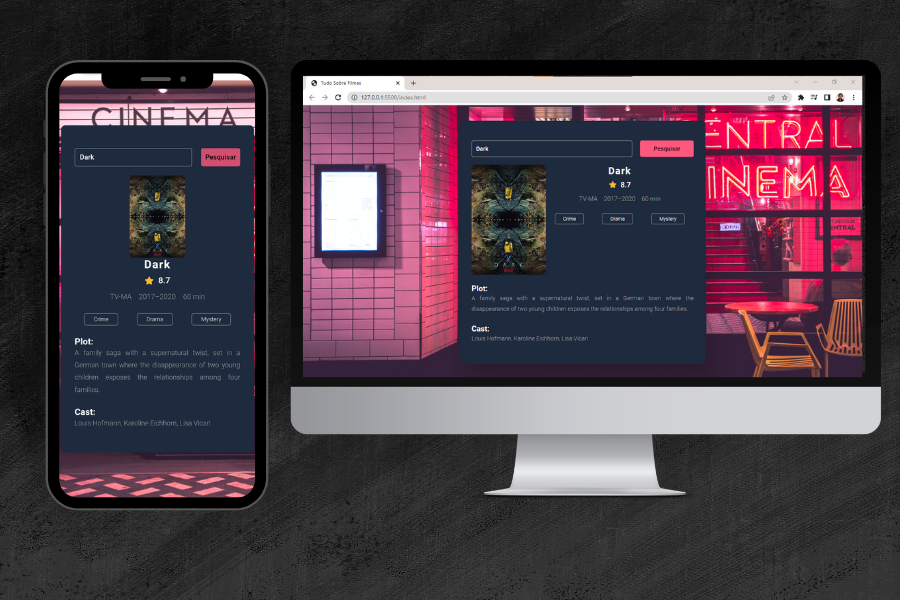 CINEMA
Dark
Pesquisar
Dark
8.7
TV-MA 2017–2020 60 min
Crime Drama Mystery
Plot:
A family saga with a supernatural twist, set in a
German town where the disappearance of two young
children exposes the relationships among four
families.
Cast:
Louis Hofmann, Karoline Eichhorn, Lisa Vicari
Tudo Sobre Filmes
127.0.0.1:5500/index.html
Dark
Pesquisar
DARK
Dark
8.7
TV-MA 2017–2020 60 min
Crime Drama Mystery
Plot:
A family saga with a supernatural twist, set in a German town where the
disappearance of two young children exposes the relationships among four families.
Cast:
Louis Hofmann, Karoline Eichhorn, Lisa Vicari
ENTRAL
INEMA